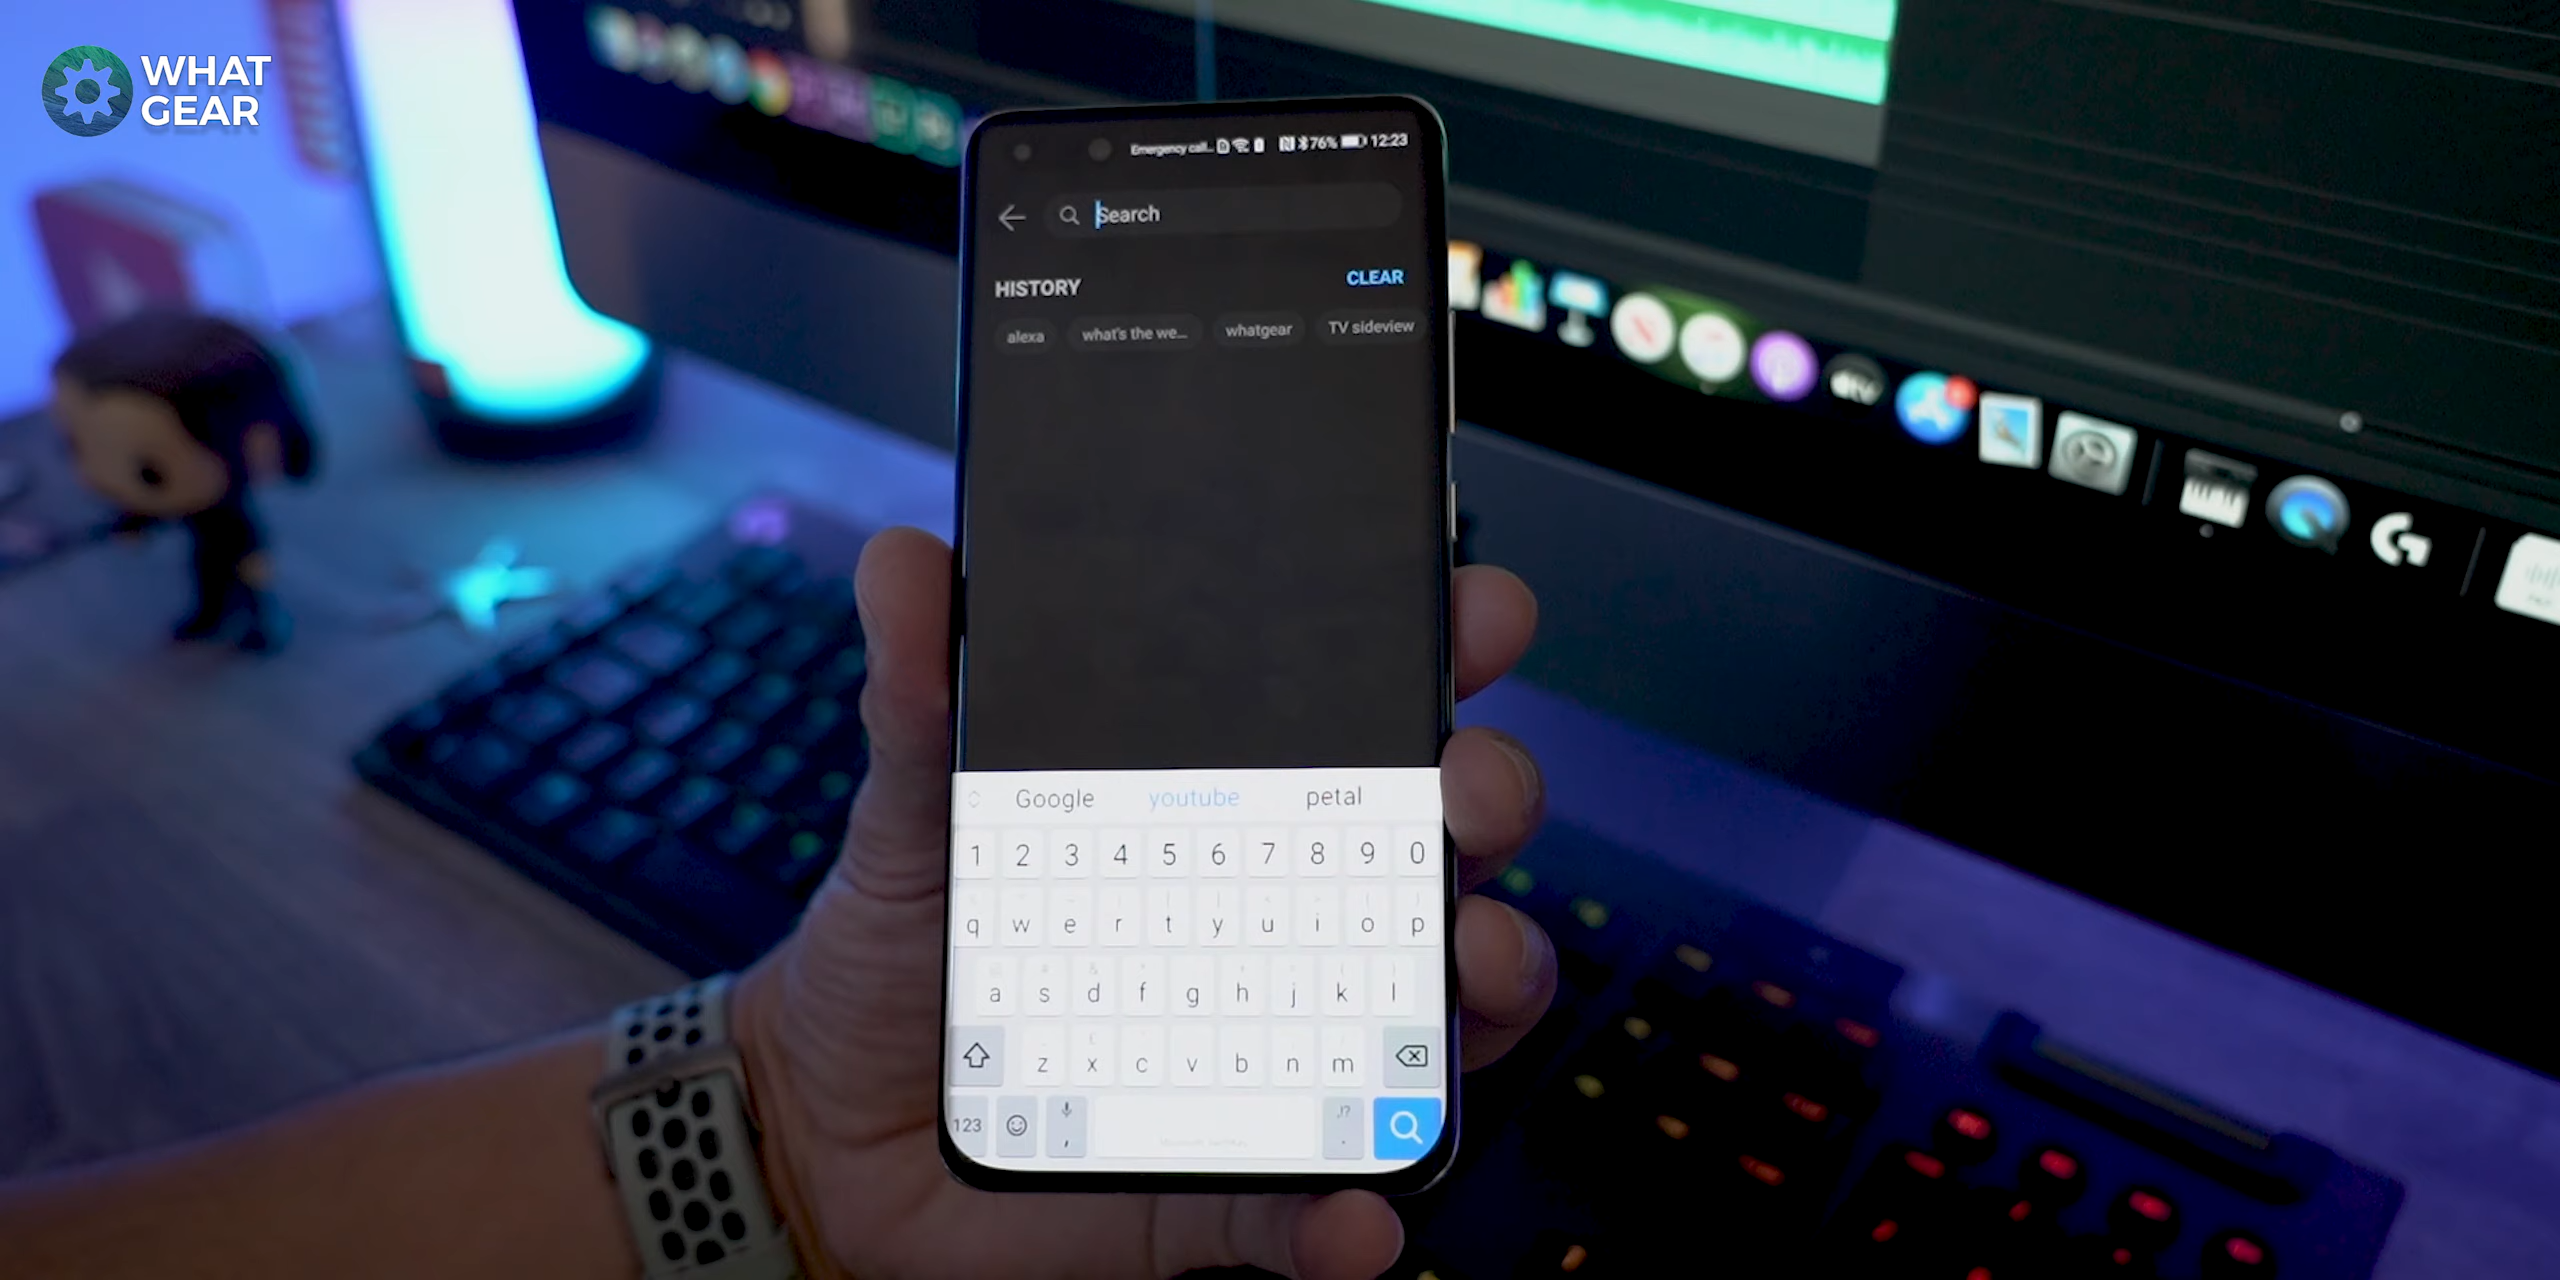 WHAT
GEAR
Emergency call... 76% 12:23
Search
HISTORY CLEAR
alexa what's the we... whatgear TV sideview
Google youtube petal
1 2 3 4 5 6 7 8 9 0
q w e r t y u i o p
a s d f g h j k l
z x c v b n m
123 , !? .
tv